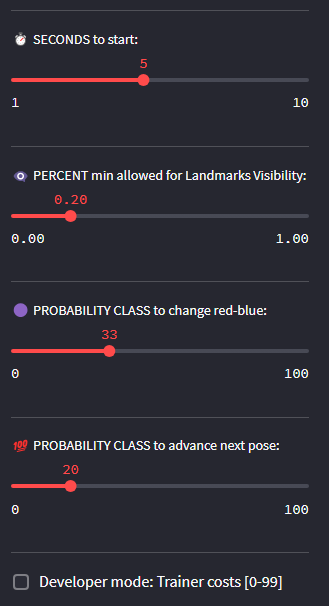 ⏱️ SECONDS to start:
5
1 10
👁️‍🗨️ PERCENT min allowed for Landmarks Visibility:
0.20
0.00 1.00
🟣 PROBABILITY CLASS to change red-blue:
33
0 100
💯 PROBABILITY CLASS to advance next pose:
20
0 100
Developer mode: Trainer costs [0-99]